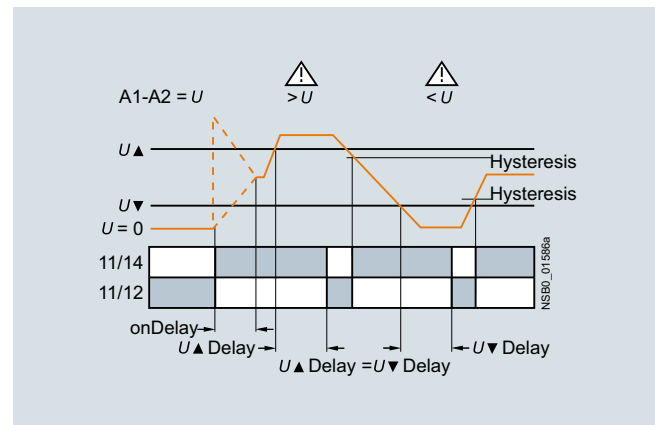 A1-A2 = U
> U
< U
U▲
Hysteresis
Hysteresis
U▼
U = 0
11/14
11/12
NSB0_01586a
onDelay
U▲Delay
U▼Delay
U▲Delay =U▼Delay